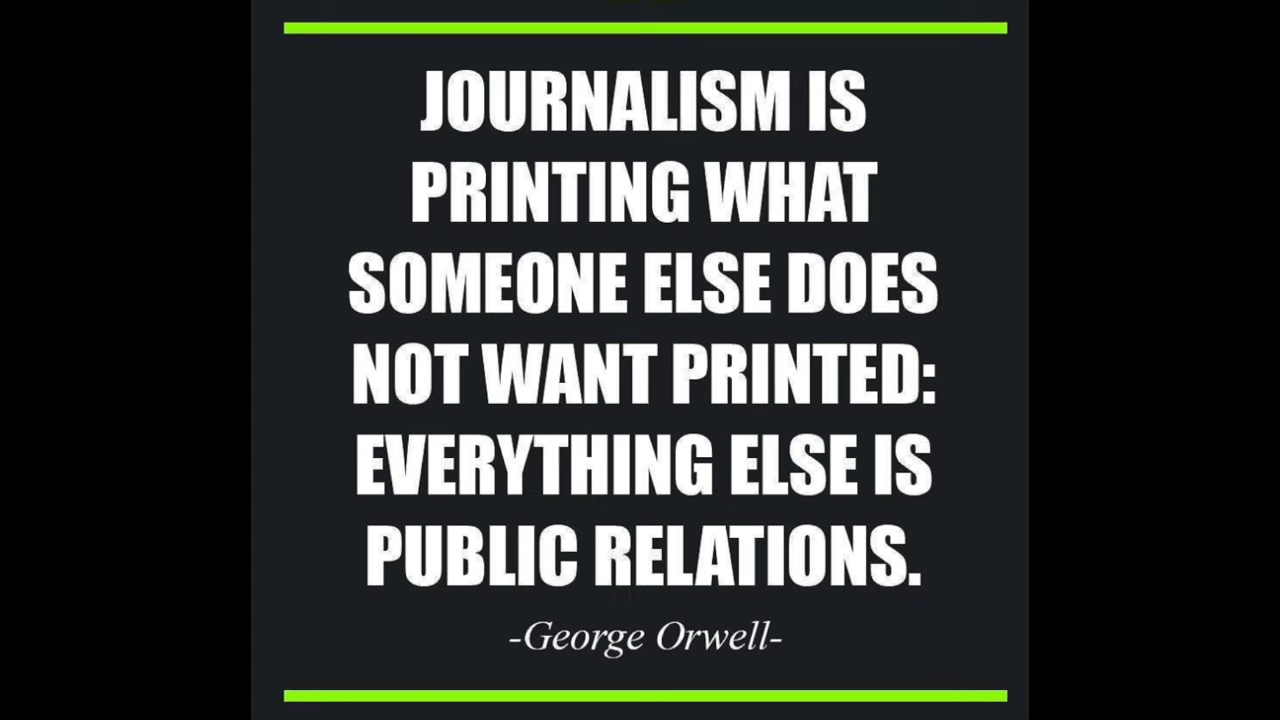 JOURNALISM IS
PRINTING WHAT
SOMEONE ELSE DOES
NOT WANT PRINTED:
EVERYTHING ELSE IS
PUBLIC RELATIONS.
-George Orwell-